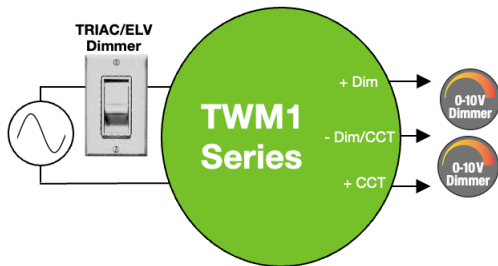 TRIAC/ELV
Dimmer
TWM1
Series
+ Dim
- Dim/CCT
+ CCT
0-10V
Dimmer
0-10V
Dimmer